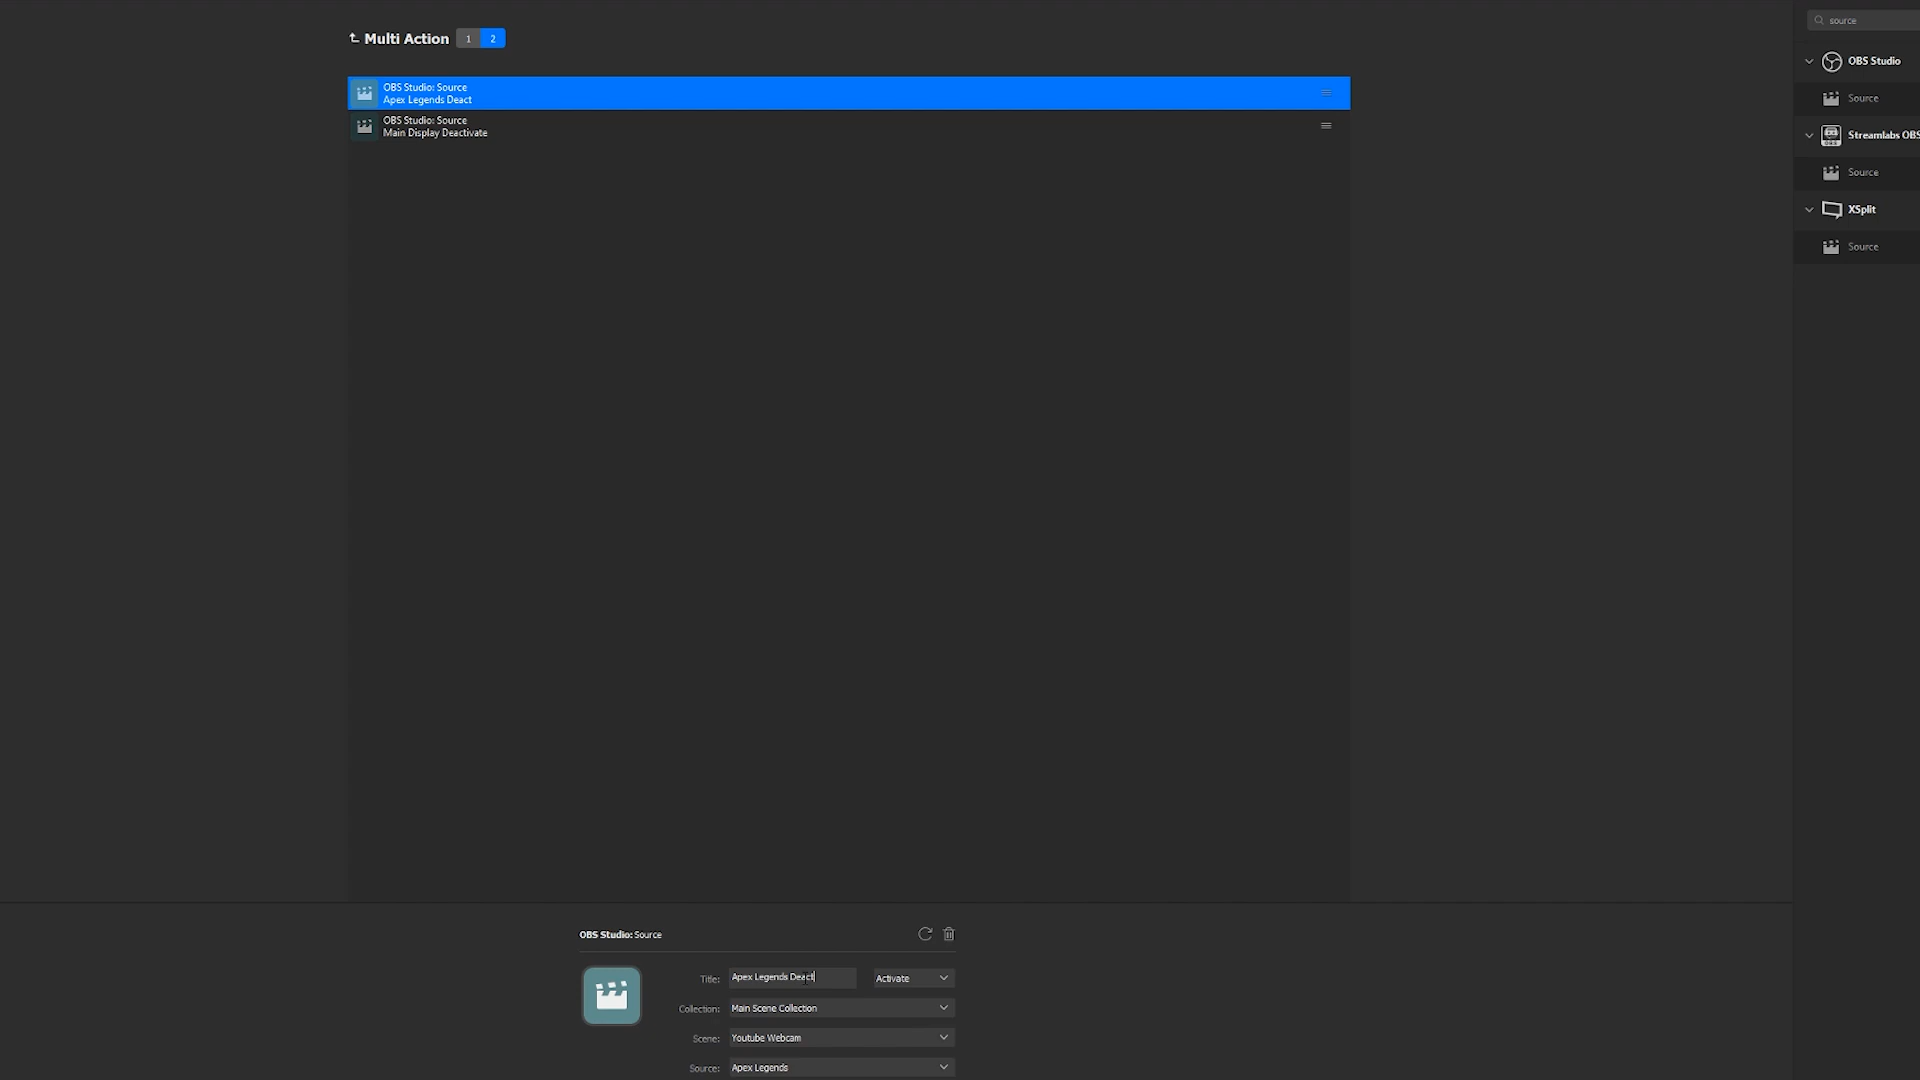 Multi Action 1 2
OBS Studio: Source
Apex Legends Deact
OBS Studio: Source
Main Display Deactivate
source
OBS Studio
Source
Streamlabs OBS
Source
XSplit
Source
OBS Studio: Source
Title: Apex Legends Deact Activate
Collection: Main Scene Collection
Scene: Youtube Webcam
Source: Apex Legends